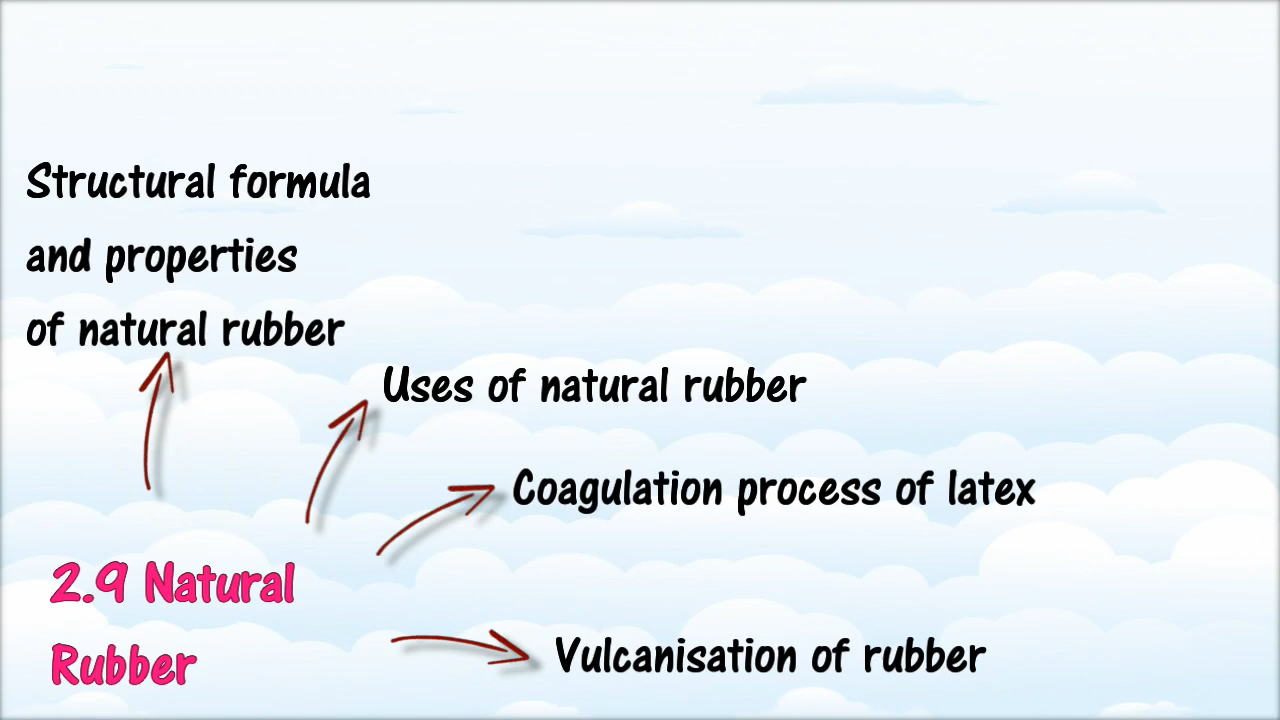 Structural formula
and properties
of natural rubber
Uses of natural rubber
Coagulation process of latex
2.9 Natural
Rubber
Vulcanisation of rubber